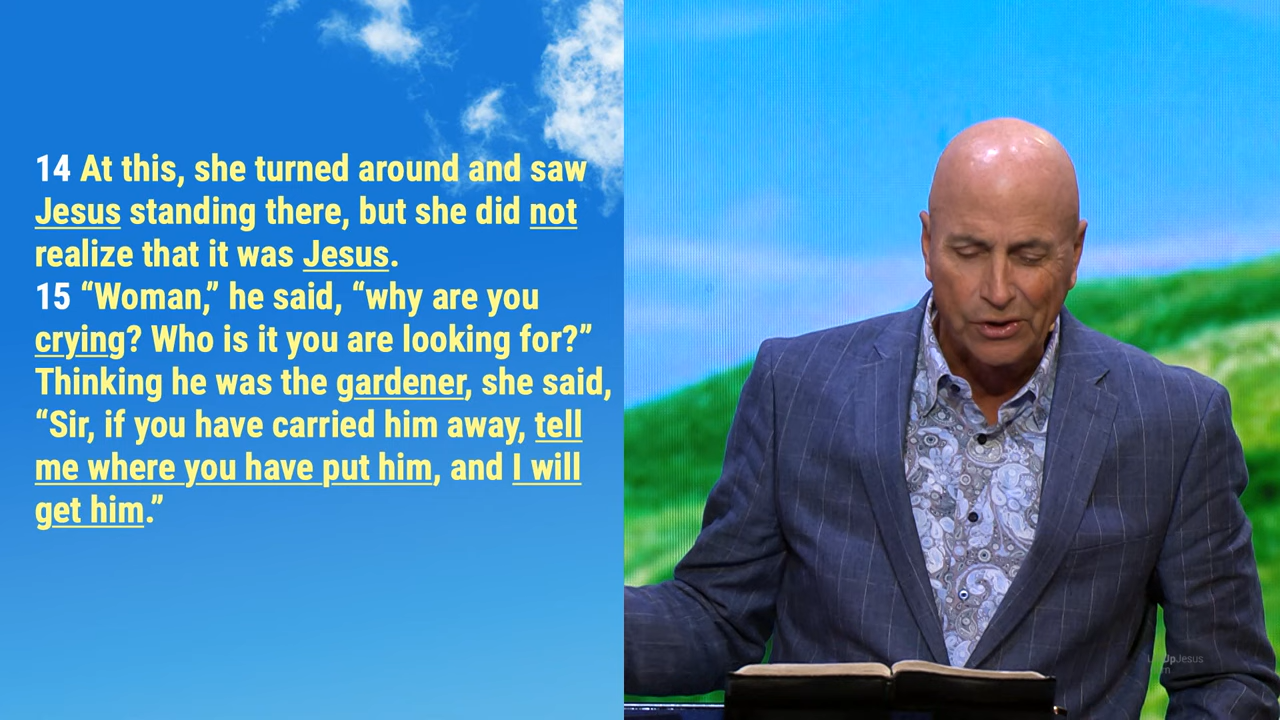 14 At this, she turned around and saw
Jesus standing there, but she did not
realize that it was Jesus.
15 “Woman,” he said, “why are you
crying? Who is it you are looking for?”
Thinking he was the gardener, she said,
“Sir, if you have carried him away, tell
me where you have put him, and I will
get him.”
UpJesus